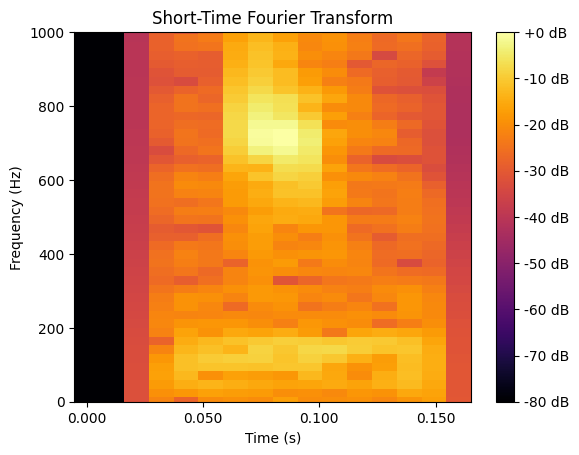 Short-Time Fourier Transform
1000
800
600
400
200
0
Frequency (Hz)
0.000
0.050
0.100
0.150
Time (s)
+0 dB
-10 dB
-20 dB
-30 dB
-40 dB
-50 dB
-60 dB
-70 dB
-80 dB